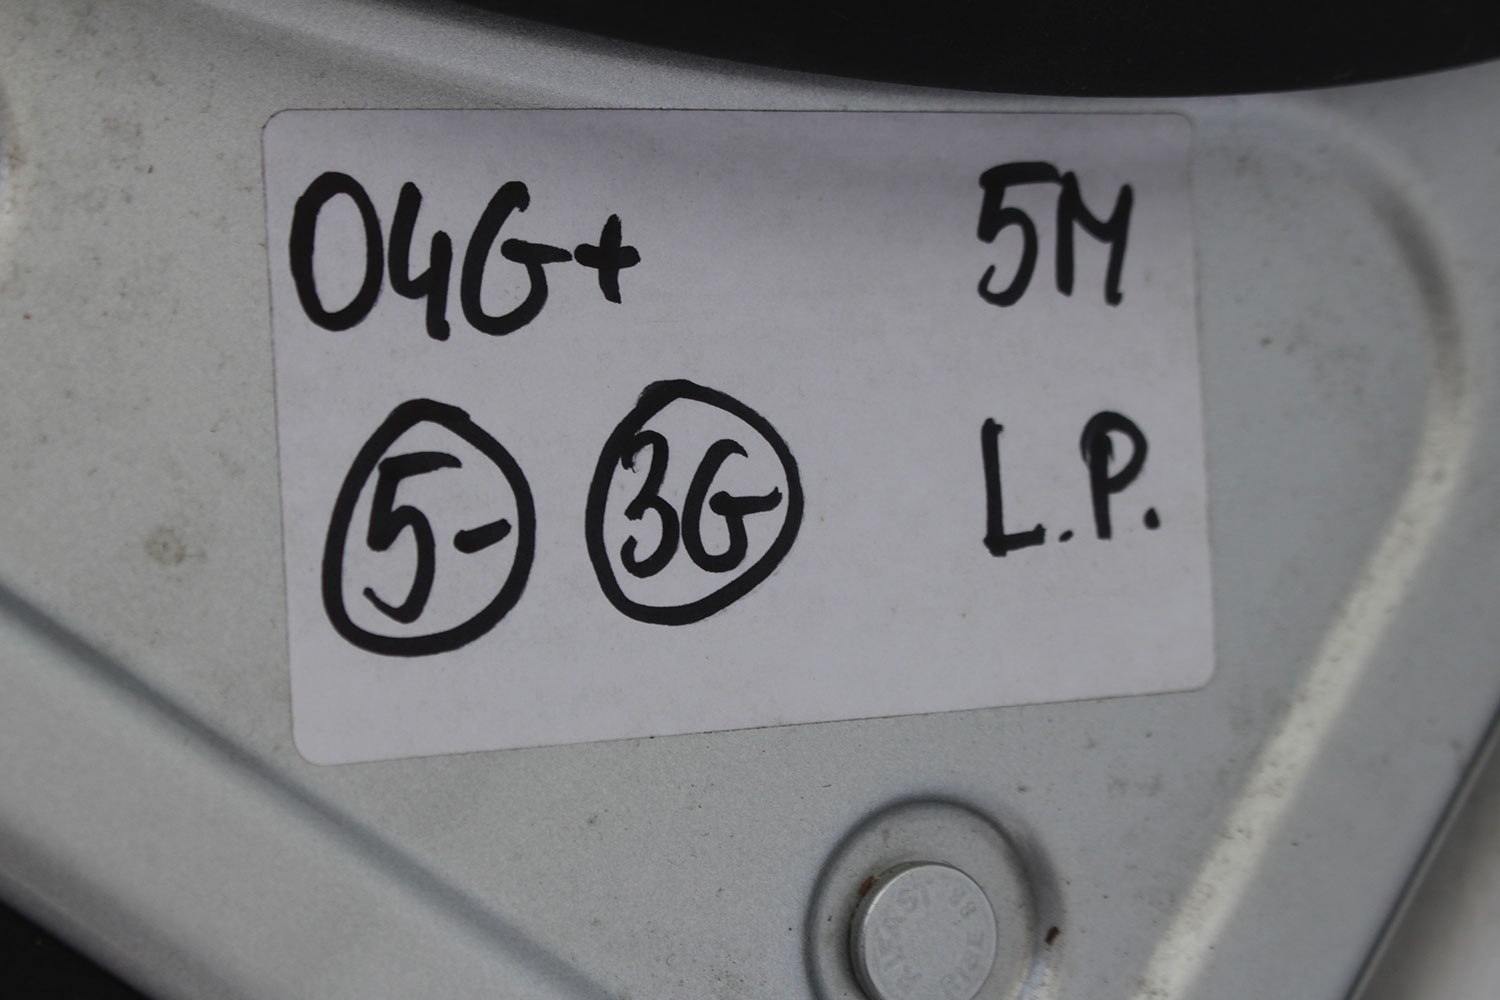 04G+ 5M
5- 3G L.P.